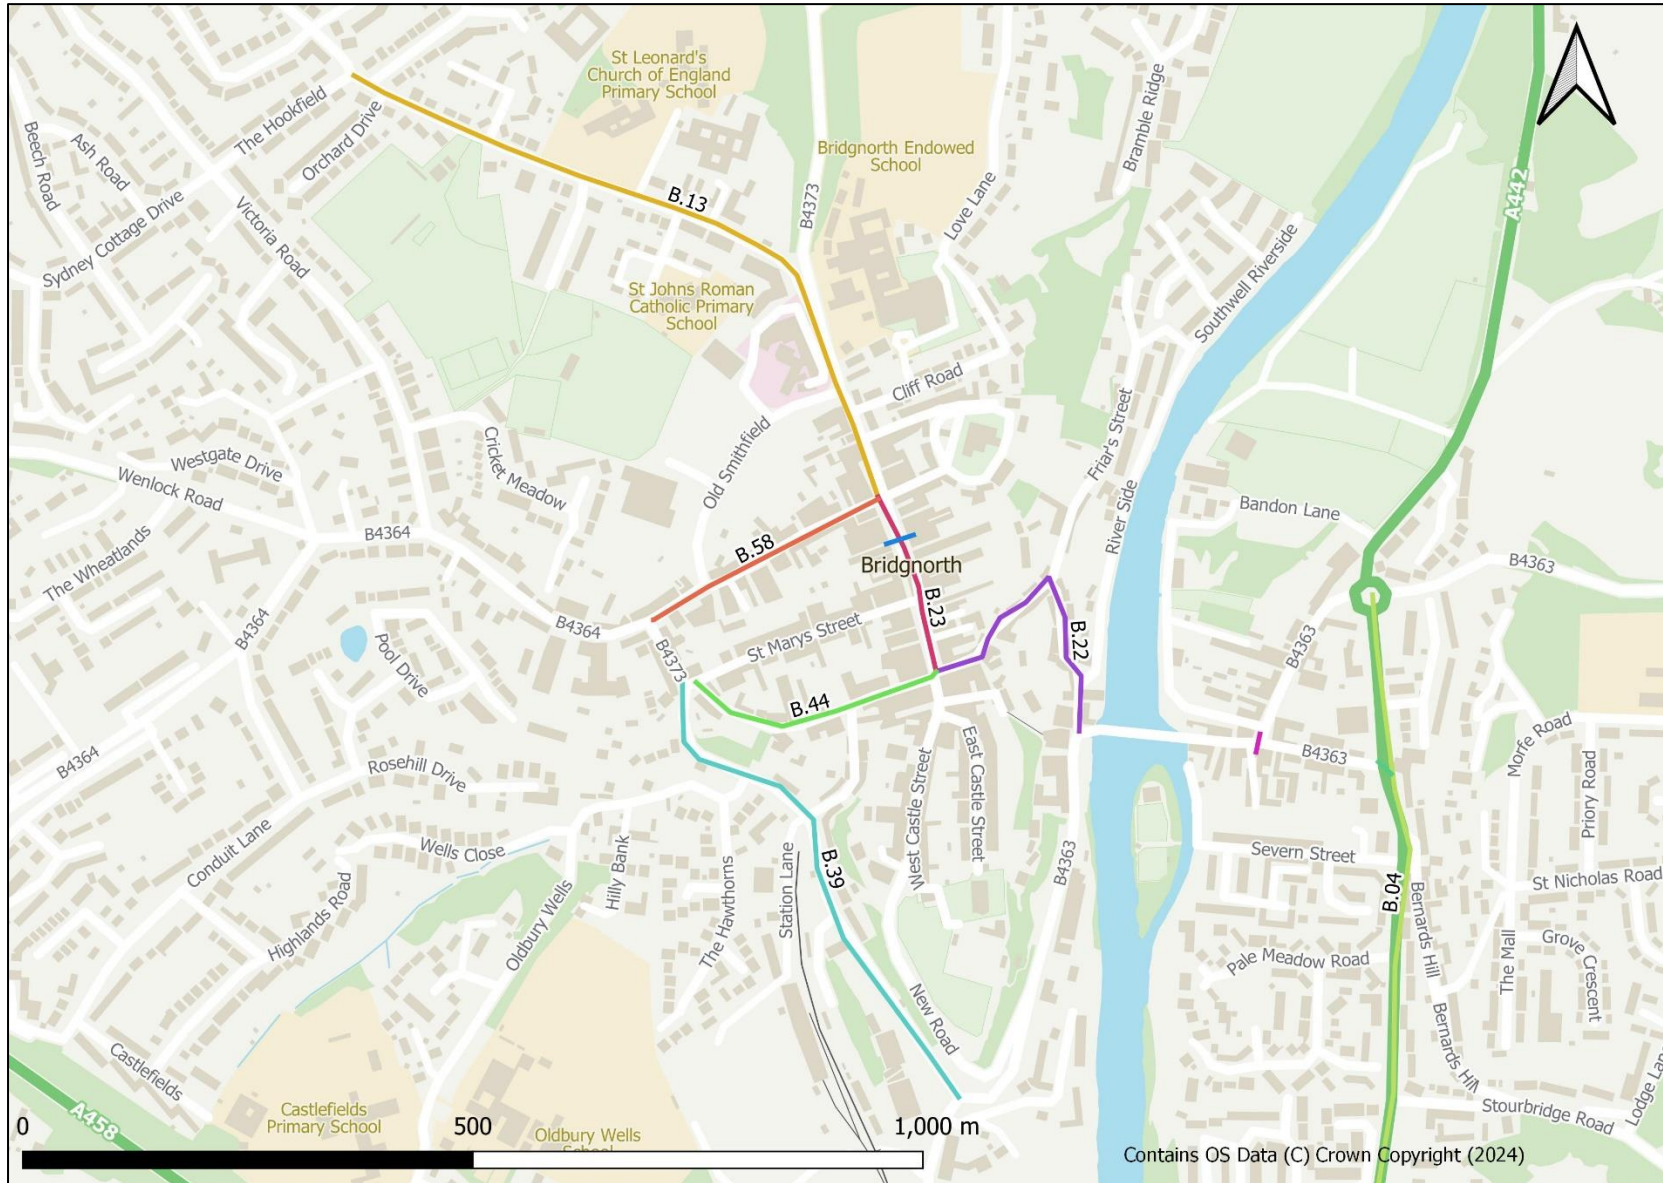 St Leonard's
Church of England
Primary School
Bramble Ridge
The Hookfield
Orchard Drive
Ash Road
Beech Road
Bridgnorth Endowed
School
B4373
Love Lane
A442
B.13
Sydney Cottage Drive
Victoria Road
Southwell Riverside
St Johns Roman
Catholic Primary
School
Cliff Road
Friar's Street
Cricket Meadow
Old Smithfield
Westgate Drive
Wenlock Road
River Side
Bandon Lane
B4364
The Wheatlands
B.58
Bridgnorth
B4363
B.23
B.22
B4364
B4364
St Marys Street
B4363
Pool Drive
B4373
B.44
Morfe Road
B4364
Rosehill Drive
West Castle Street
East Castle Street
B4363
Priory Road
Conduit Lane
Wells Close
Hilly Bank
The Hawthorns
Station Lane
B.39
B4363
Severn Street
B.04
St Nicholas Road
Highlands Road
Oldbury Wells
Bernards Hill
Pale Meadow Road
The Mall
Grove Crescent
New Road
Bernards Hill
Castlefields
Castlefields
Primary School
Oldbury Wells
School
Stourbridge Road
Lodge Lane
A458
0 500 1,000 m
Contains OS Data (C) Crown Copyright (2024)